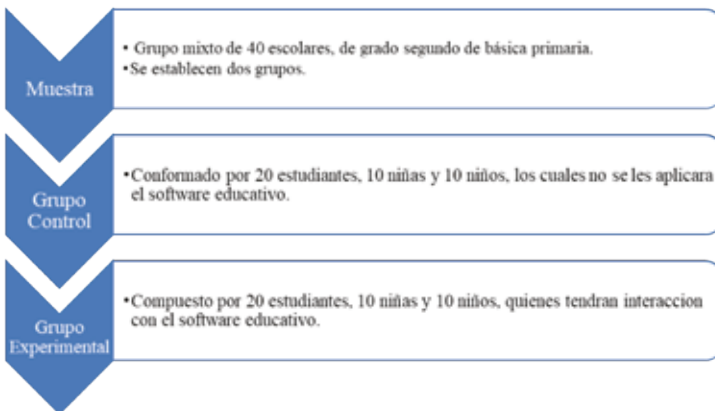 Muestra
• Grupo mixto de 40 escolares, de grado segundo de básica primaria.
•Se establecen dos grupos.
Grupo
Control
•Conformado por 20 estudiantes, 10 niñas y 10 niños, los cuales no se les aplicara
el software educativo.
Grupo
Experimental
•Compuesto por 20 estudiantes, 10 niñas y 10 niños, quienes tendran interaccion
con el software educativo.